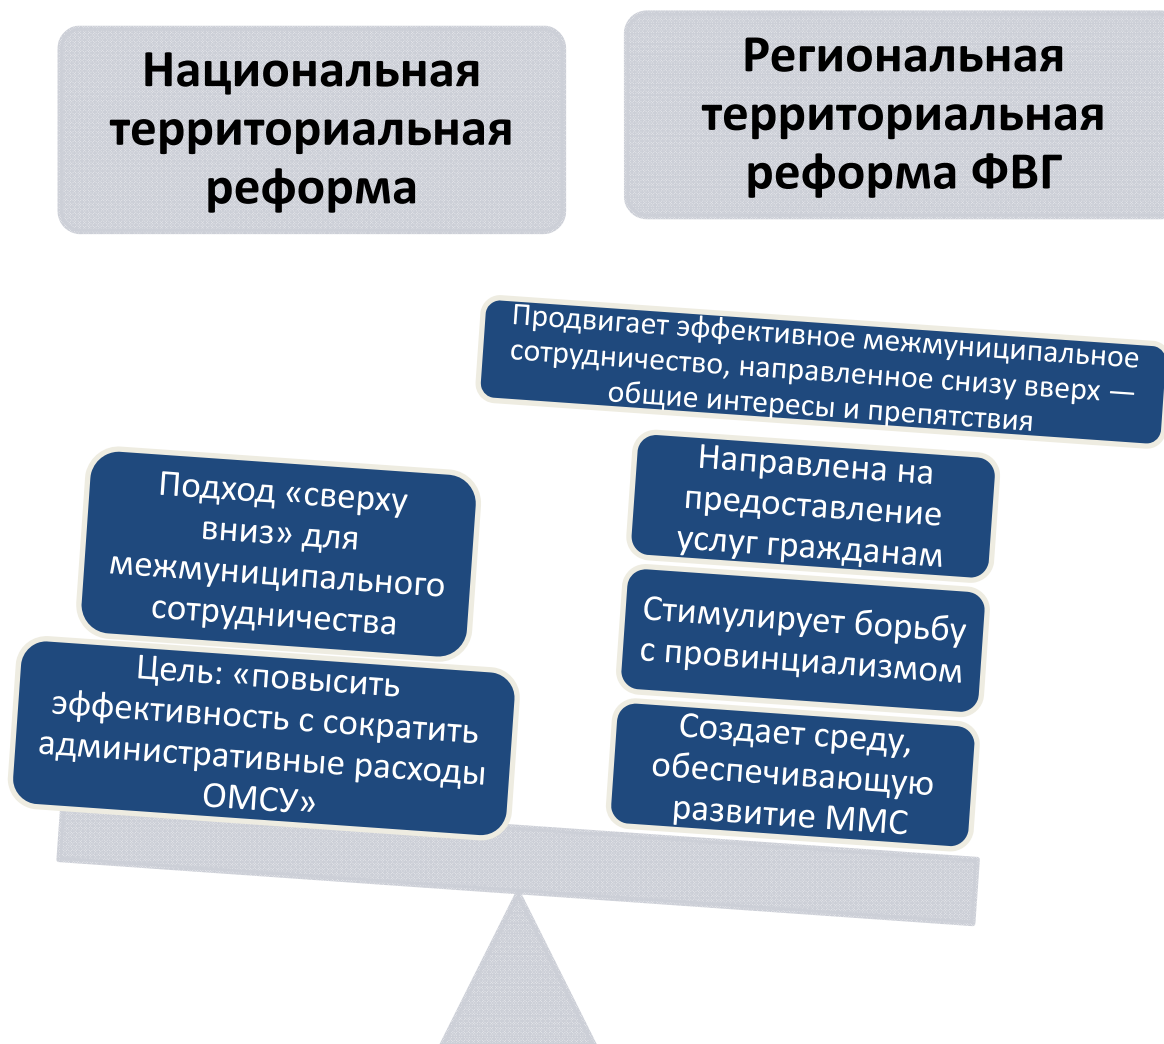 Национальная
территориальная
реформа
Региональная
территориальная
реформа ФВГ
Продвигает эффективное межмуниципальное
сотрудничество, направленное снизу вверх —
общие интересы и препятствия
Подход «сверху
вниз» для
межмуниципального
сотрудничества
Цель: «повысить
эффективность с сократить
административные расходы
ОМСУ»
Направлена на
предоставление
услуг гражданам
Стимулирует борьбу
с провинциализмом
Создает среду,
обеспечивающую
развитие ММС